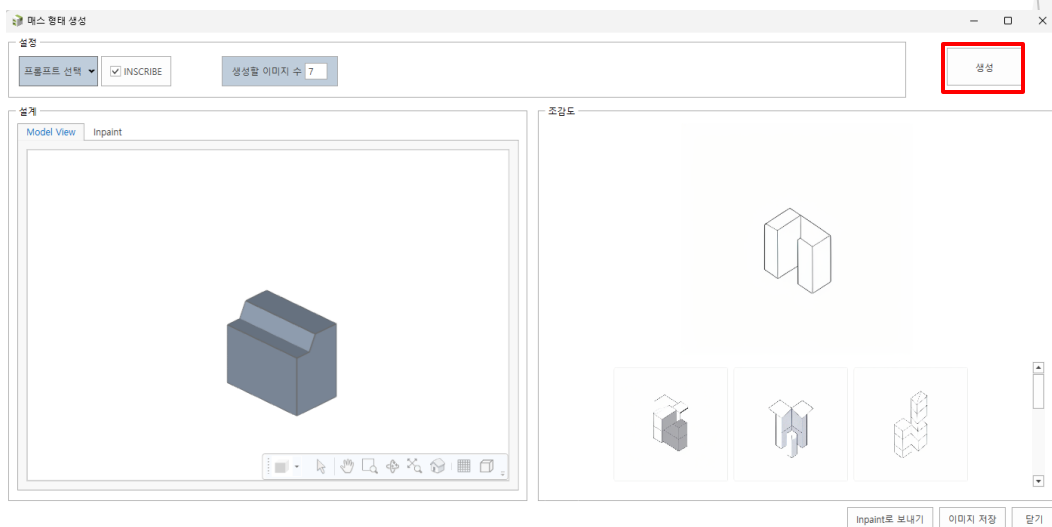 매스 형태 생성
설정
프롬프트 선택
INSCRIBE
생성할 이미지 수 7
생성
설계
조감도
Model View
Inpaint
Inpaint로 보내기
이미지 저장
닫기